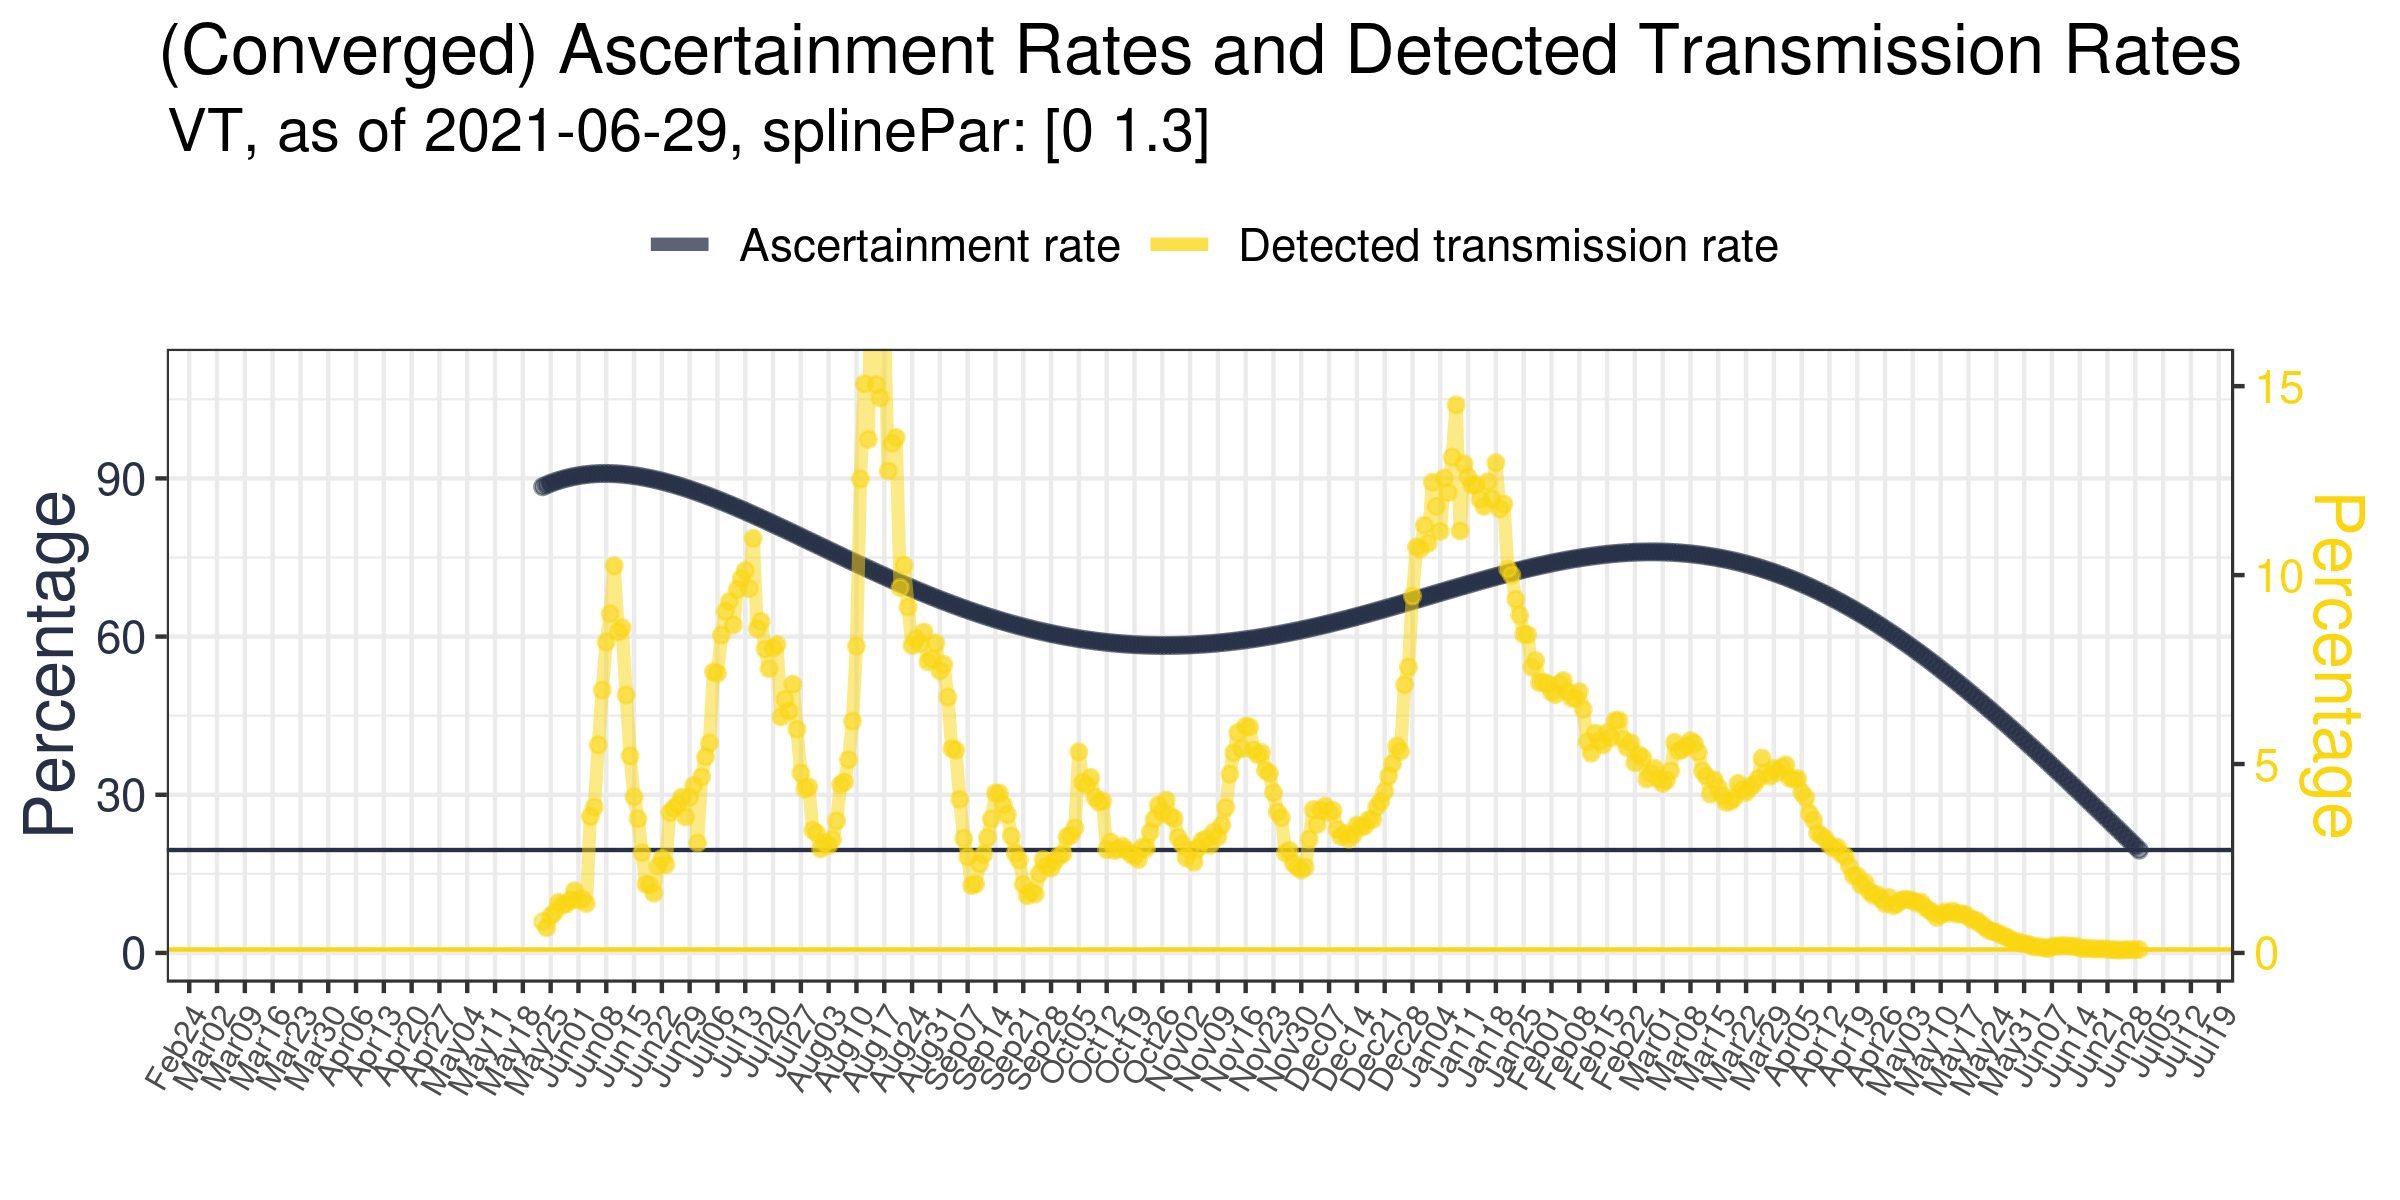 (Converged) Ascertainment Rates and Detected Transmission Rates
VT, as of 2021-06-29, splinePar: [0 1.3]
Ascertainment rate Detected transmission rate
Percentage
90
60
30
0
15
10
5
0
Percentage
Feb24 Mar02 Mar09 Mar16 Mar23 Mar30 Apr06 Apr13 Apr20 Apr27 May04 May11 May18 May25 Jun01 Jun08 Jun15 Jun22 Jun29 Jul06 Jul13 Jul20 Jul27 Aug03 Aug10 Aug17 Aug24 Aug31 Sep07 Sep14 Sep21 Sep28 Oct05 Oct12 Oct19 Oct26 Nov02 Nov09 Nov16 Nov23 Nov30 Dec07 Dec14 Dec21 Dec28 Jan04 Jan11 Jan18 Jan25 Feb01 Feb08 Feb15 Feb22 Mar01 Mar08 Mar15 Mar22 Mar29 Apr05 Apr12 Apr19 Apr26 May03 May10 May17 May24 May31 Jun07 Jun14 Jun21 Jun28 Jul05 Jul12 Jul19